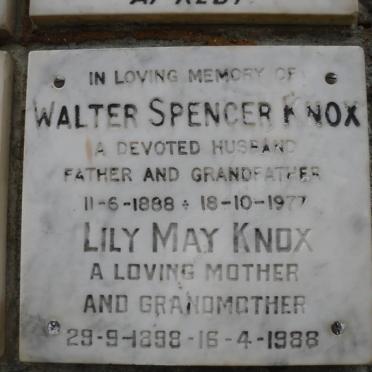 IN LOVING MEMORY OF
WALTER SPENCER KNOX
A DEVOTED HUSBAND
FATHER AND GRANDFATHER
11-6-1888 + 18-10-1977
LILY MAY KNOX
A LOVING MOTHER
AND GRANDMOTHER
29-9-1898-16-4-1988